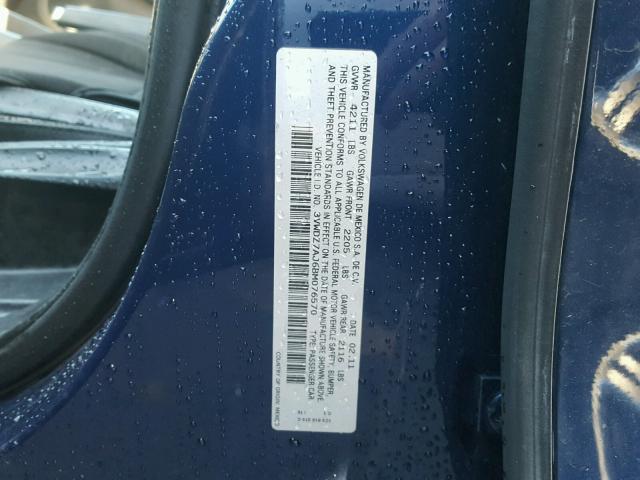 MANUFACTURED BY VOLKSWAGEN DE MEXICO S.A. DE C.V.
GVWR 4211 LBS GAWR FRONT 2205 LBS GAWR REAR 2116 LBS DATE 02.11
THIS VEHICLE CONFORMS TO ALL APPLICABLE U.S. FEDERAL MOTOR VEHICLE SAFETY, BUMPER,
AND THEFT PREVENTION STANDARDS IN EFFECT ON THE DATE OF MANUFACTURE SHOWN ABOVE.
VEHICLE I.D. NO. 3VWDZ7AJ6BM076570 TYPE: PASSENGER CAR
COUNTRY OF ORIGIN: MEXICO